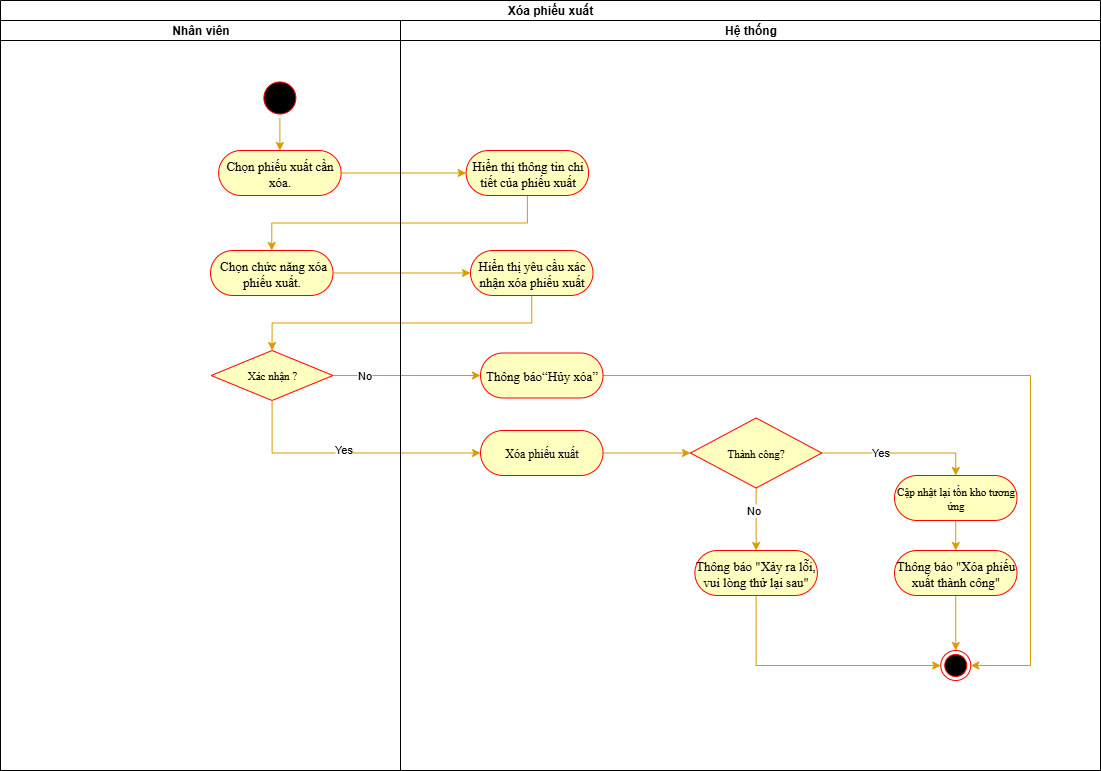 Xóa phiếu xuất
Nhân viên
Hệ thống
Chọn phiếu xuất cần
xóa.
Hiển thị thông tin chi
tiết của phiếu xuất
Chọn chức năng xóa
phiếu xuất.
Hiển thị yêu cầu xác
nhận xóa phiếu xuất
Xác nhận ?
No
Thông báo“Hủy xóa”
Yes
Xóa phiếu xuất
Thành công?
Yes
Cập nhật lại tồn kho tương
ứng
No
Thông báo "Xảy ra lỗi,
vui lòng thử lại sau"
Thông báo "Xóa phiếu
xuất thành công"